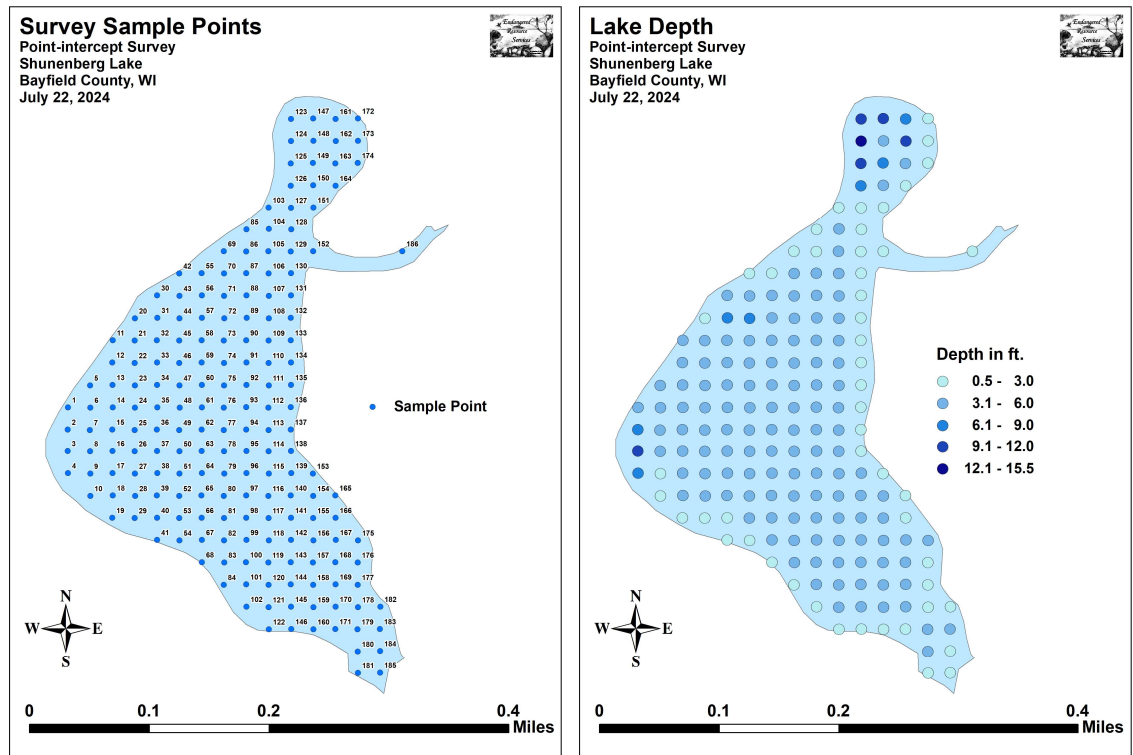 Survey Sample Points
Point-intercept Survey
Shunenberg Lake
Bayfield County, WI
July 22, 2024
Endangered
Resource
Services
123 147 161 172
124 148 162 173
125 149 163 174
126 150 164
103 127 151
85 104 128
69 86 105 129 152 186
42 55 70 87 106 130
30 43 56 71 88 107 131
20 31 44 57 72 89 108 132
11 21 32 45 58 73 90 109 133
12 22 33 46 59 74 91 110 134
5 13 23 34 47 60 75 92 111 135
1 6 14 24 35 48 61 76 93 112 136
Sample Point
2 7 15 25 36 49 62 77 94 113 137
3 8 16 26 37 50 63 78 95 114 138
4 9 17 27 38 51 64 79 96 115 139 153
10 18 28 39 52 65 80 97 116 140 154 165
19 29 40 53 66 81 98 117 141 155 166
41 54 67 82 99 118 142 156 167 175
68 83 100 119 143 157 168 176
84 101 120 144 158 169 177
102 121 145 159 170 178 182
122 146 160 171 179 183
180 184
181 185
N
W E
S
0 0.1 0.2 0.4
Miles
Lake Depth
Point-intercept Survey
Shunenberg Lake
Bayfield County, WI
July 22, 2024
Endangered
Resource
Services
Depth in ft.
0.5 - 3.0
3.1 - 6.0
6.1 - 9.0
9.1 - 12.0
12.1 - 15.5
N
W E
S
0 0.1 0.2 0.4
Miles